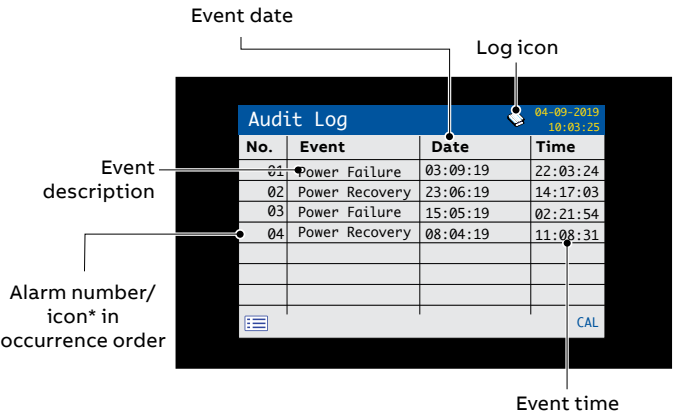 Event date
Log icon
Audit Log
04-09-2019
10:03:25
No. Event Date Time
01 Power Failure 03:09:19 22:03:24
02 Power Recovery 23:06:19 14:17:03
03 Power Failure 15:05:19 02:21:54
04 Power Recovery 08:04:19 11:08:31
CAL
Event
description
Alarm number/
icon* in
occurrence order
Event time